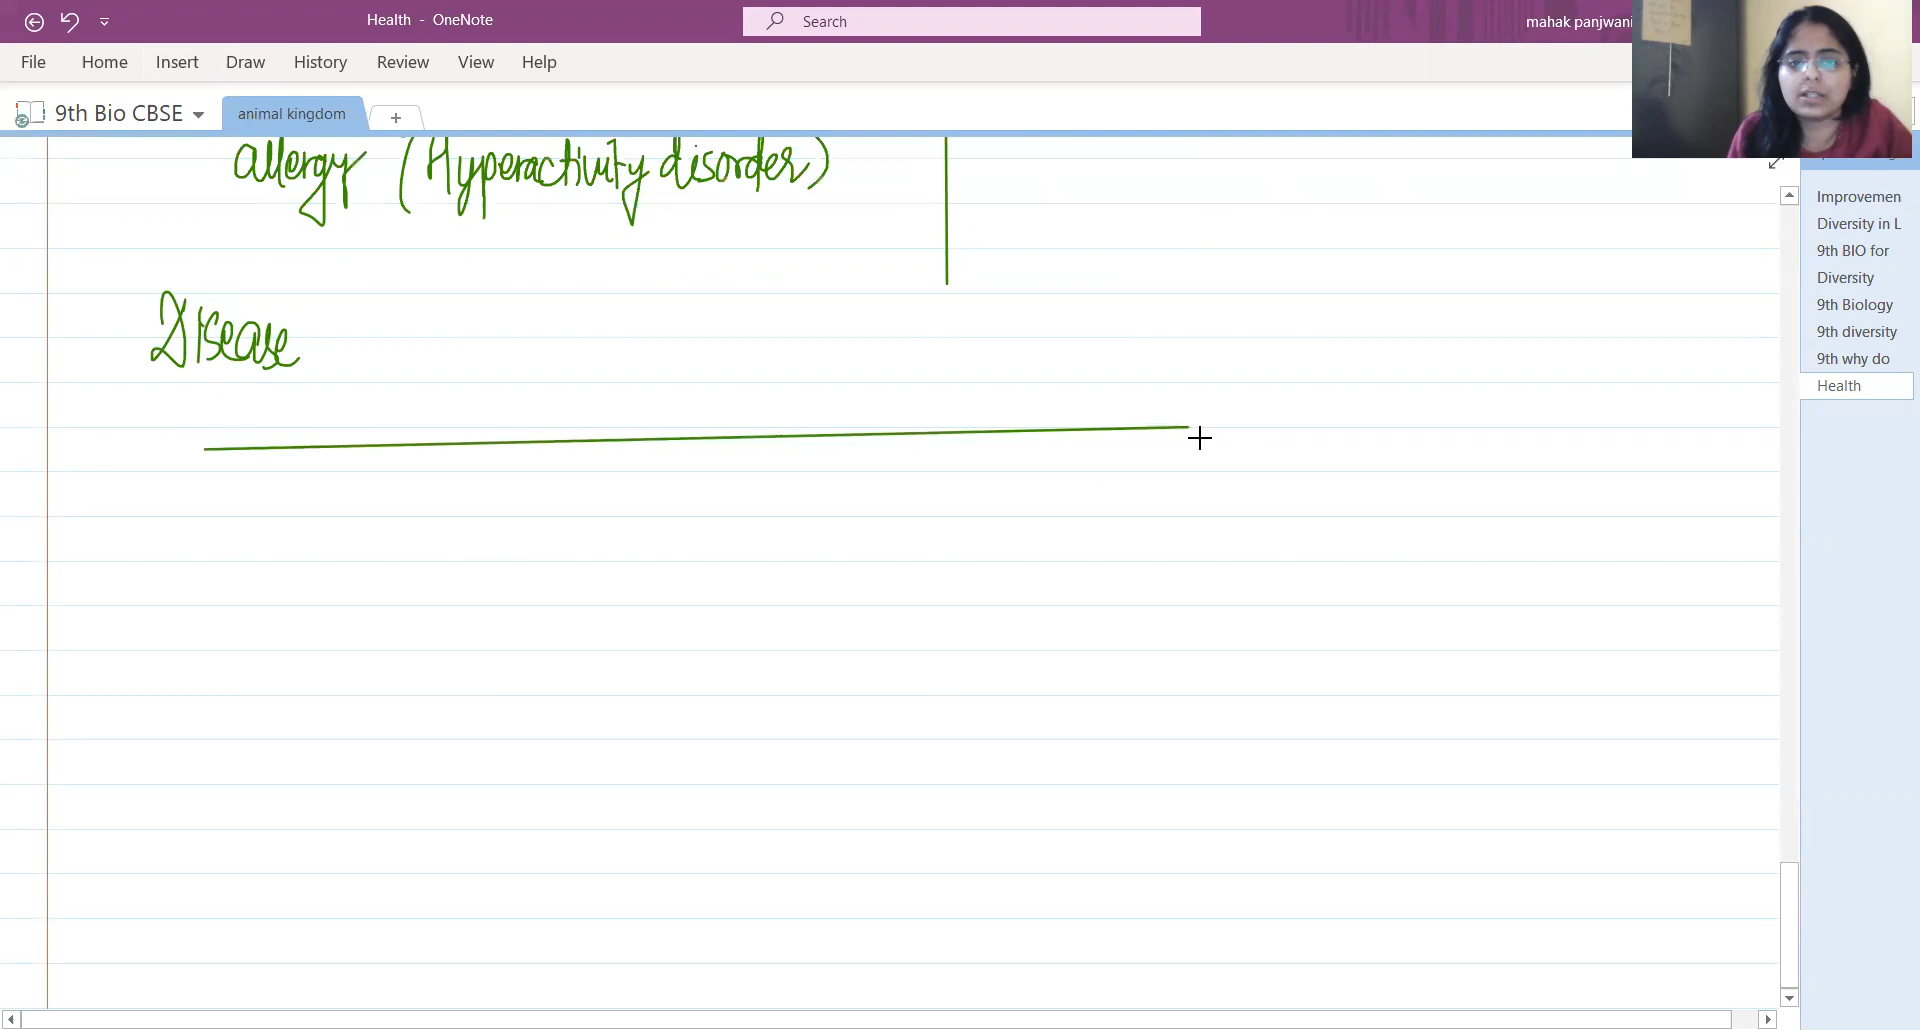 Health - OneNote
Search
mahak panjwani
File Home Insert Draw History Review View Help
9th Bio CBSE
animal kingdom
+
allergy (Hyperactivity disorder)
Disease
Improvemen
Diversity in L
9th BIO for
Diversity
9th Biology
9th diversity
9th why do
Health